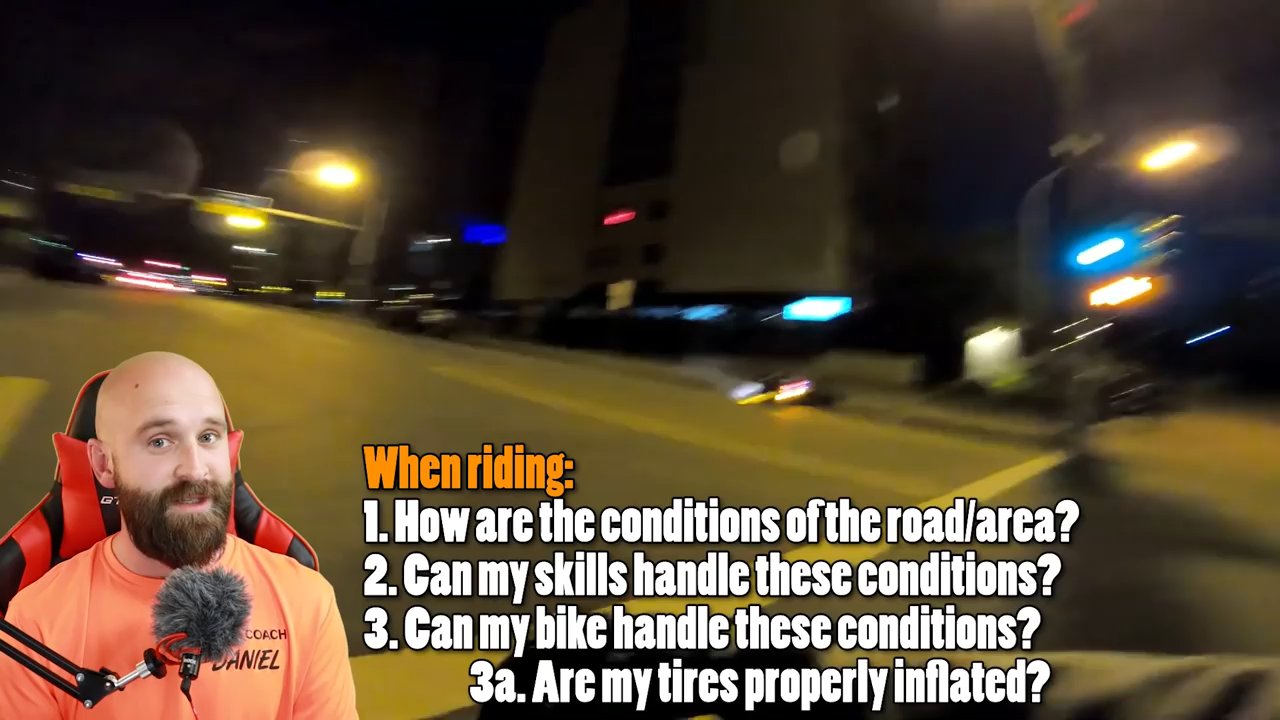 When riding:
1. How are the conditions of the road/area?
2. Can my skills handle these conditions?
3. Can my bike handle these conditions?
3a. Are my tires properly inflated?
COACH
DANIEL